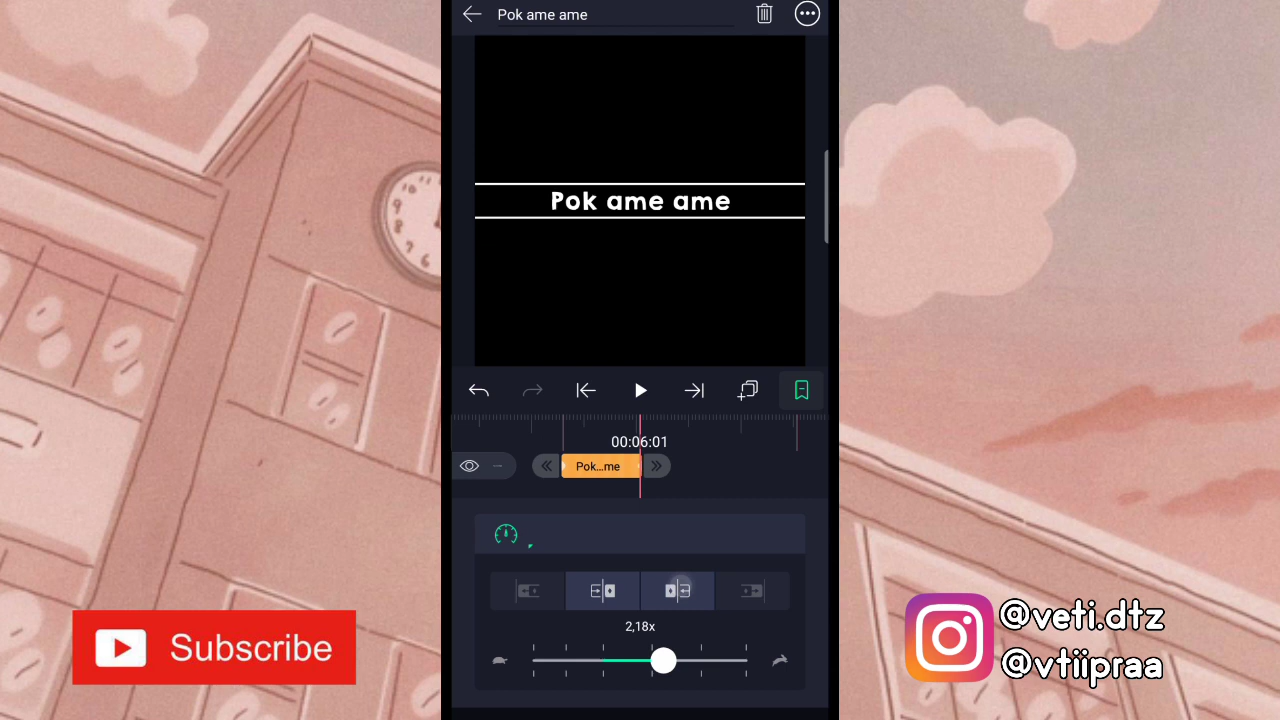 Pok ame ame
Pok ame ame
00:06:01
Pok...me
2,18x
Subscribe
@veti.dtz
@vtiipraa